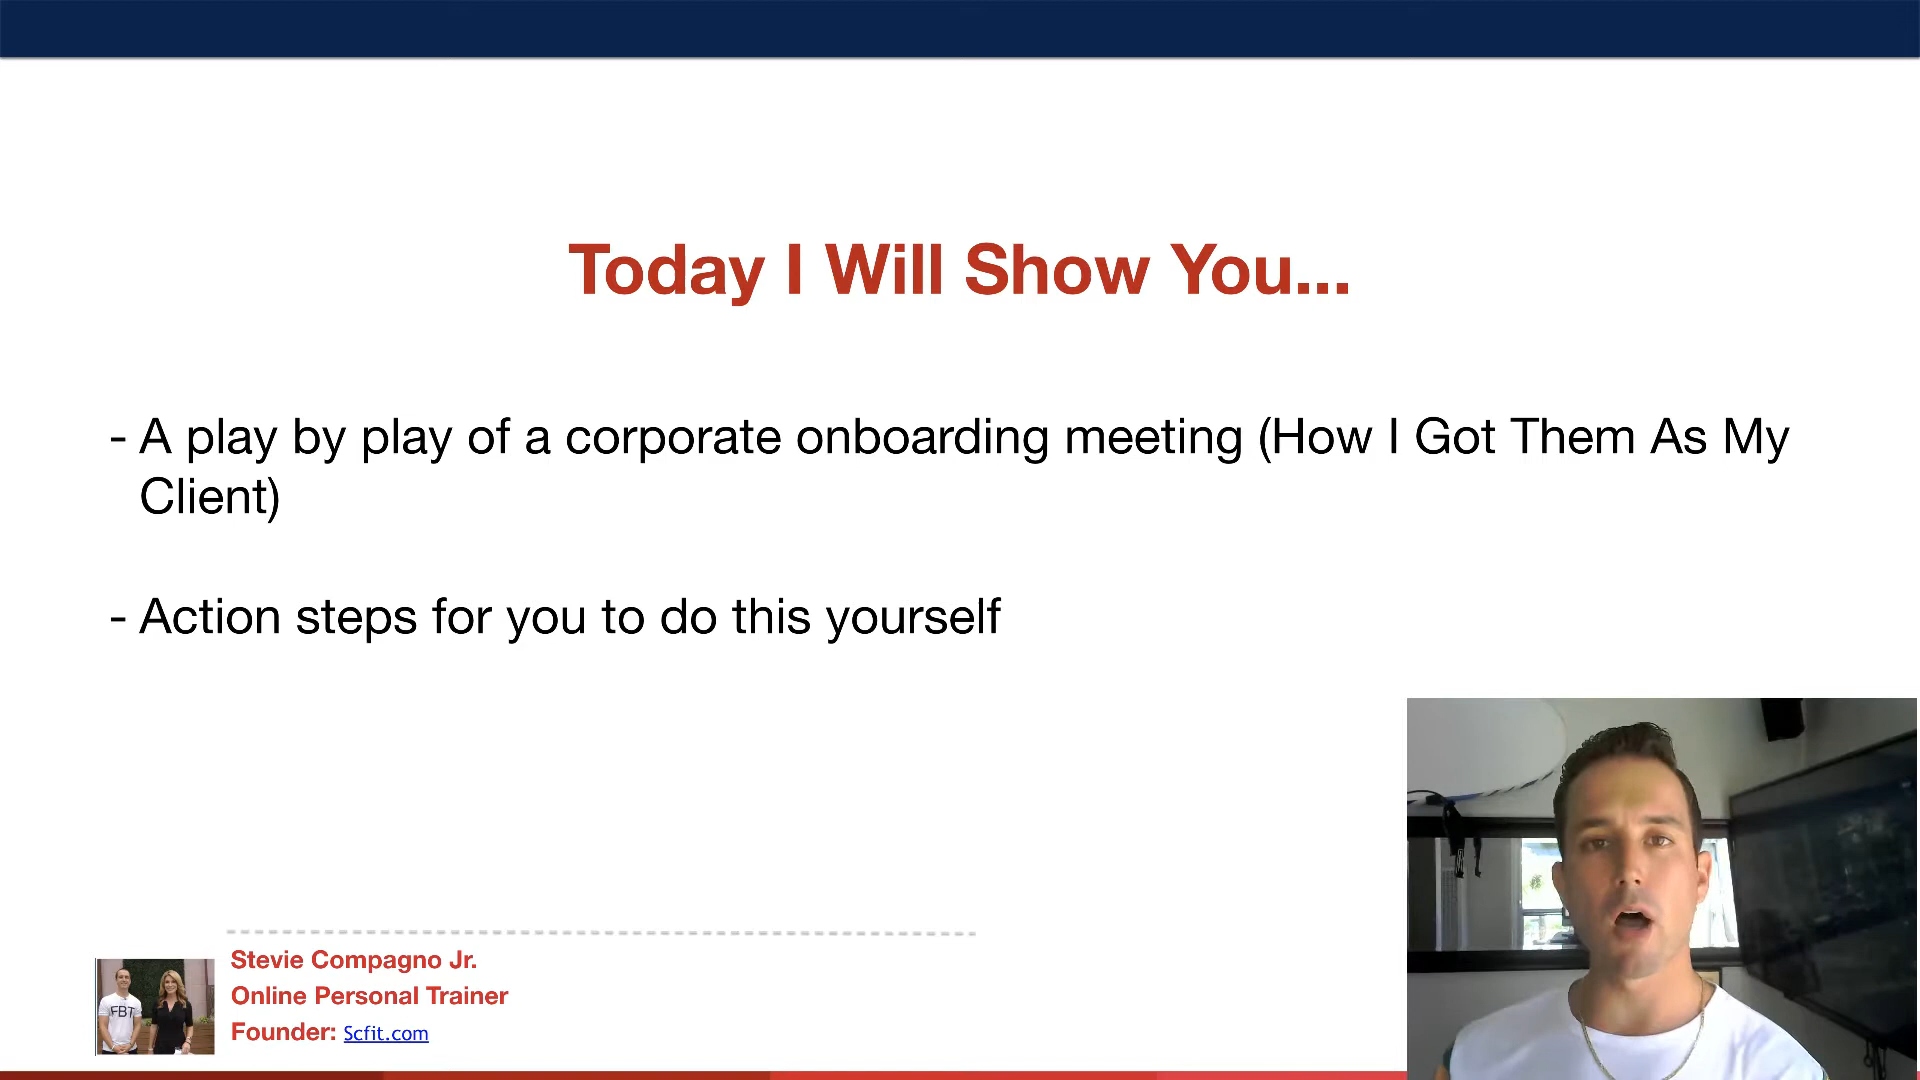 Today I Will Show You...
- A play by play of a corporate onboarding meeting (How I Got Them As My
Client)
- Action steps for you to do this yourself
Stevie Compagno Jr.
Online Personal Trainer
Founder: Scfit.com
FBT